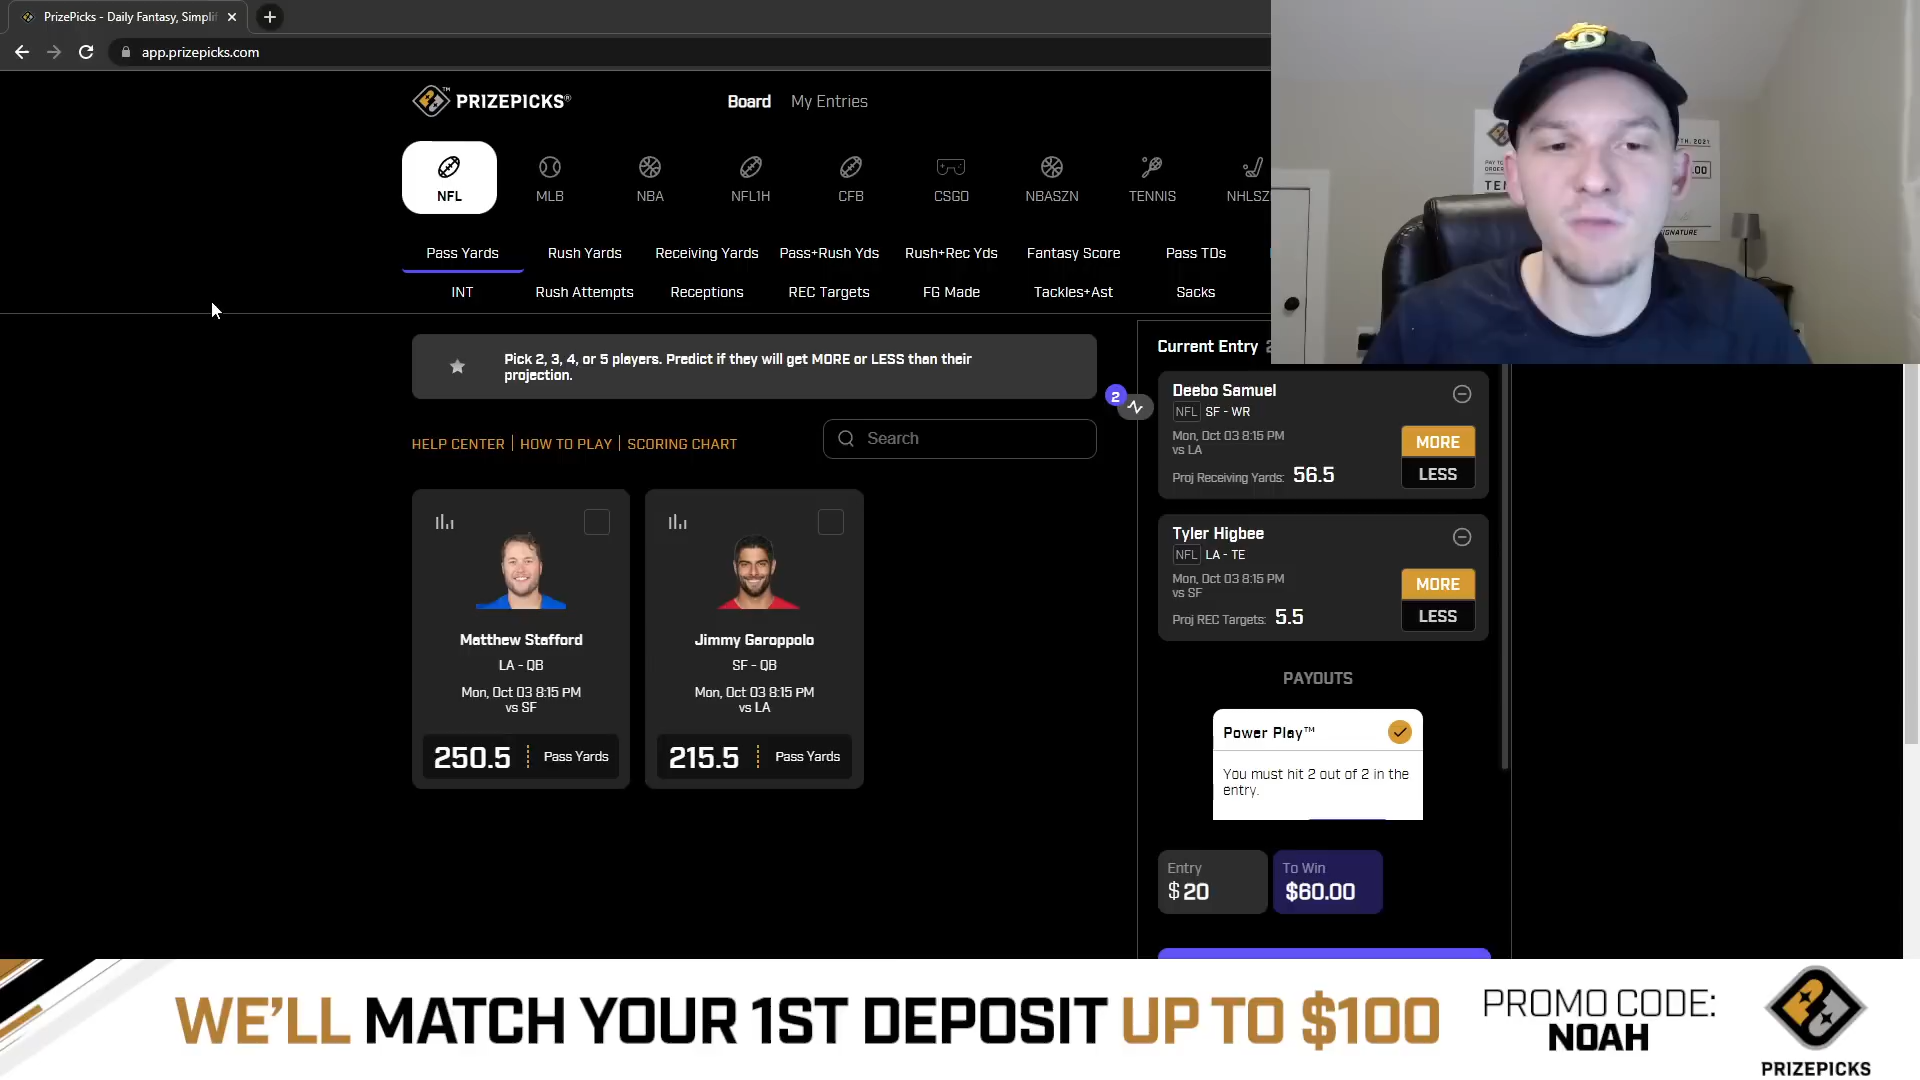 PrizePicks - Daily Fantasy, Simplif
app.prizepicks.com
PRIZEPICKS®
Board
My Entries
NFL
MLB
NBA
NFL1H
CFB
CSGO
NBASZN
TENNIS
NHLSZ
Pass Yards
Rush Yards
Receiving Yards
Pass+Rush Yds
Rush+Rec Yds
Fantasy Score
Pass TDs
INT
Rush Attempts
Receptions
REC Targets
FG Made
Tackles+Ast
Sacks
Pick 2, 3, 4, or 5 players. Predict if they will get MORE or LESS than their
projection.
HELP CENTER | HOW TO PLAY | SCORING CHART
Search
Matthew Stafford
LA - QB
Mon, Oct 03 8:15 PM
vs SF
250.5
Pass Yards
Jimmy Garoppolo
SF - QB
Mon, Oct 03 8:15 PM
vs LA
215.5
Pass Yards
2
Current Entry
Deebo Samuel
NFL SF - WR
Mon, Oct 03 8:15 PM
vs LA
Proj Receiving Yards: 56.5
MORE
LESS
Tyler Higbee
NFL LA - TE
Mon, Oct 03 8:15 PM
vs SF
Proj REC Targets: 5.5
MORE
LESS
PAYOUTS
Power Play™
You must hit 2 out of 2 in the
entry.
Entry
$20
To Win
$60.00
WE'LL MATCH YOUR 1ST DEPOSIT UP TO $100
PROMO CODE:
NOAH
PRIZEPICKS